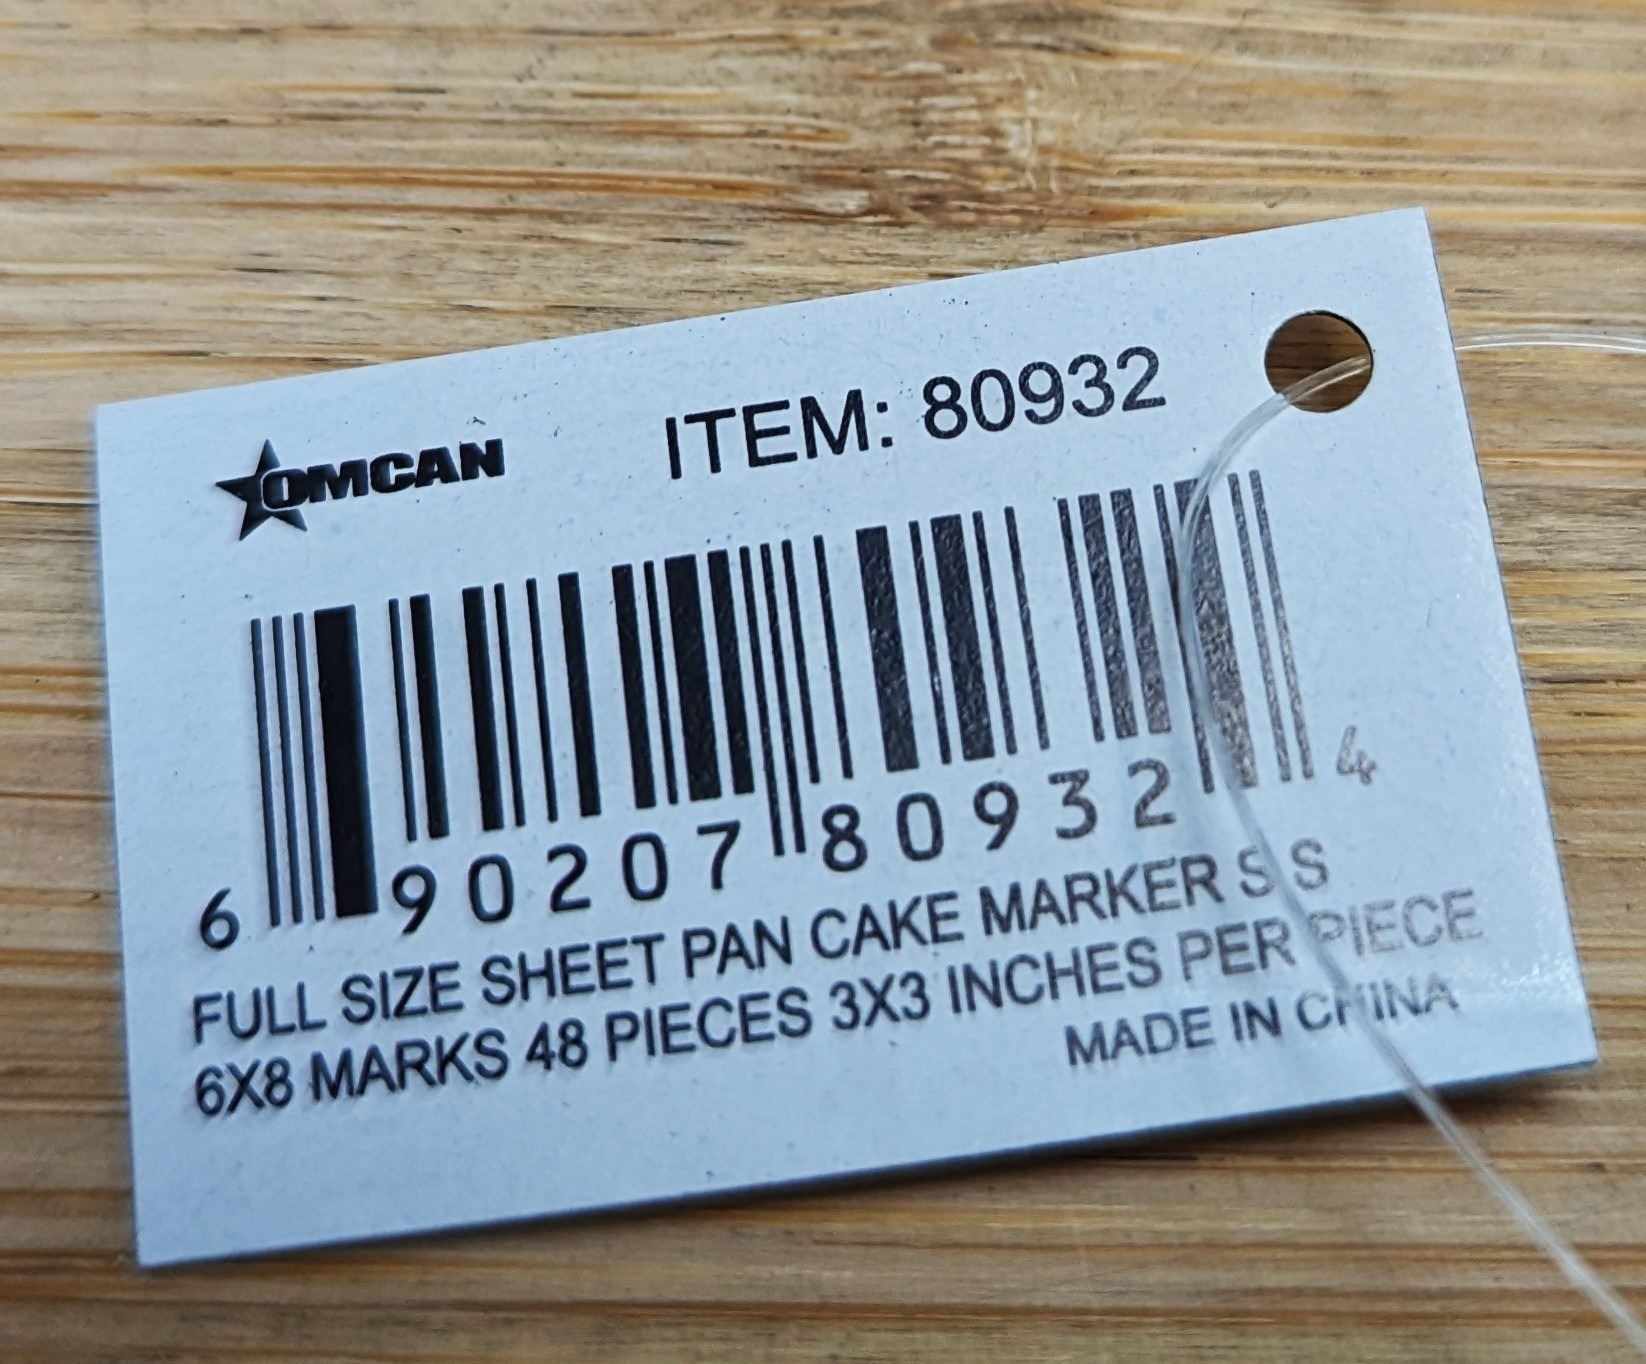 OMCAN ITEM: 80932
6 90207 80932 4
FULL SIZE SHEET PAN CAKE MARKER S S
6X8 MARKS 48 PIECES 3X3 INCHES PER PIECE
MADE IN CHINA